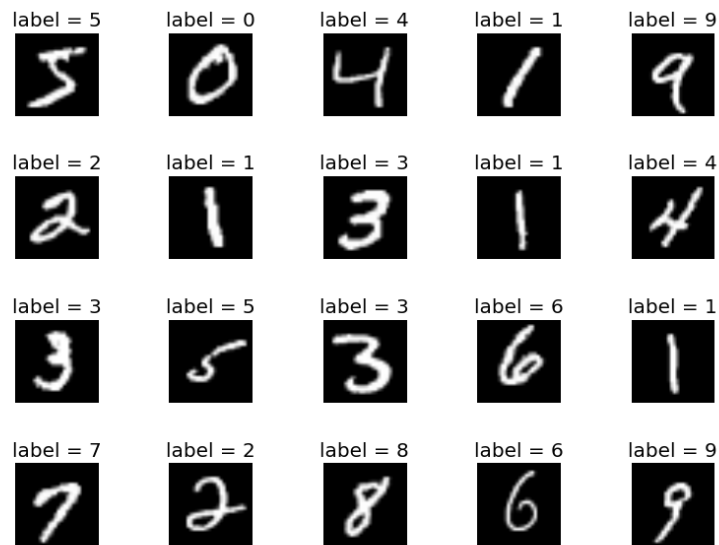 label = 5 label = 0 label = 4 label = 1 label = 9
5 0 4 1 9
label = 2 label = 1 label = 3 label = 1 label = 4
2 1 3 1 4
label = 3 label = 5 label = 3 label = 6 label = 1
3 5 3 6 1
label = 7 label = 2 label = 8 label = 6 label = 9
7 2 8 6 9